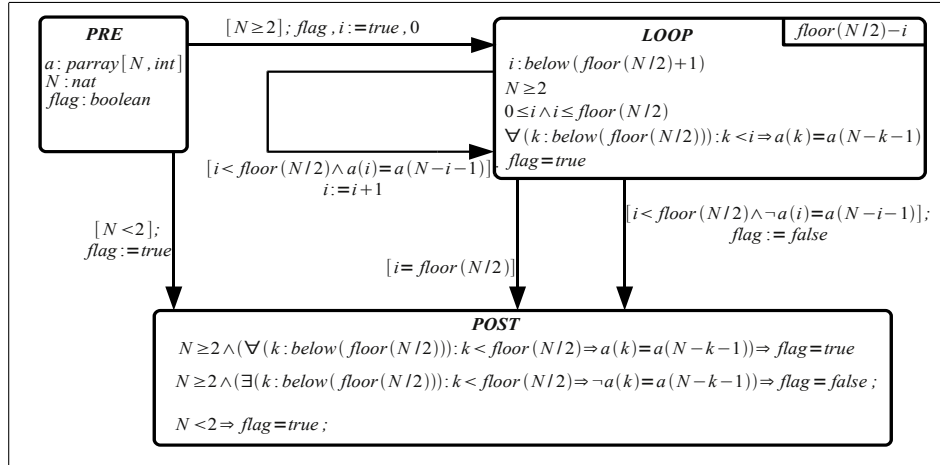 PRE
a: parray[N,int]
N:nat
flag:boolean
[N≥2]; flag,i:=true,0
LOOP
floor(N/2)−i
i:below(floor(N/2)+1)
N≥2
0≤i∧i≤floor(N/2)
∀(k:below(floor(N/2))):k<i⇒a(k)=a(N−k−1)
flag=true
[i<floor(N/2)∧a(i)=a(N−i−1)];
i:=i+1
[N<2];
flag:=true
[i=floor(N/2)]
[i<floor(N/2)∧¬a(i)=a(N−i−1)];
flag:=false
POST
N≥2∧(∀(k:below(floor(N/2))):k<floor(N/2)⇒a(k)=a(N−k−1))⇒flag=true
N≥2∧(∃(k:below(floor(N/2))):k<floor(N/2)⇒¬a(k)=a(N−k−1))⇒flag=false;
N<2⇒flag=true;